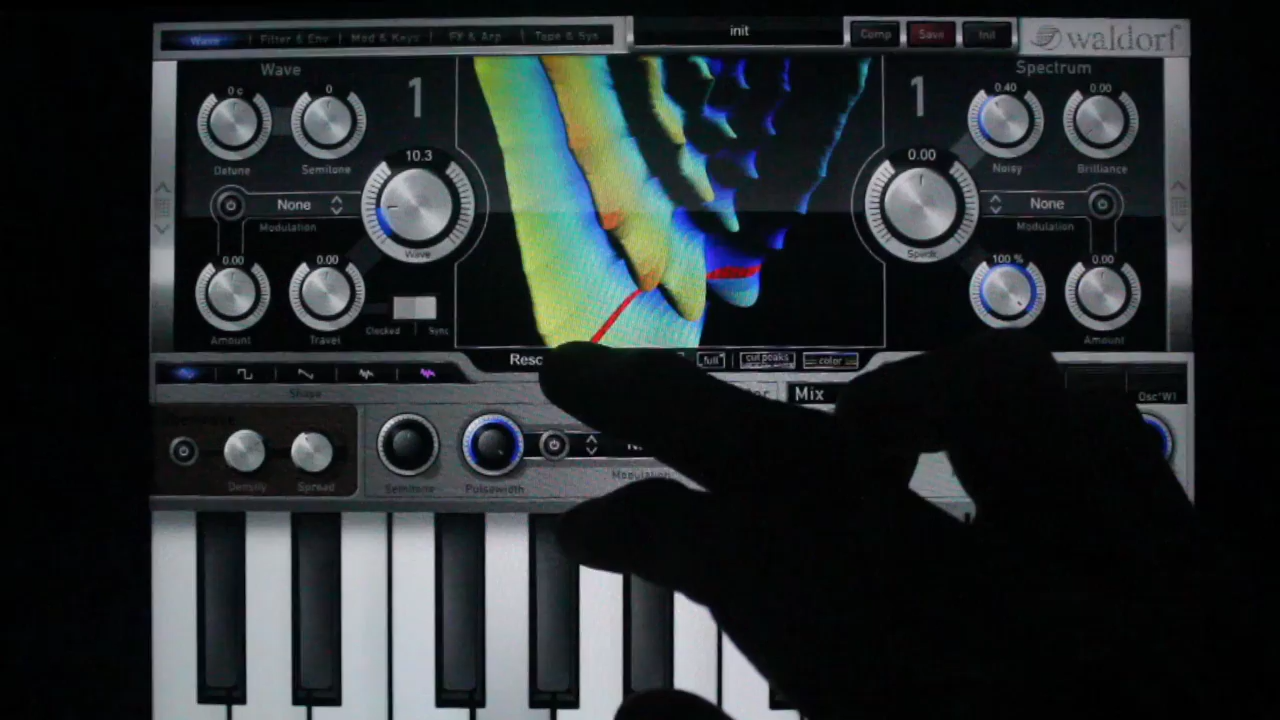 Wave Filter & Env Mod & Keys FX & Arp Tape & Sys init Comp Save Init waldorf
Wave 1 1 Spectrum
0 c 0 0.40 0.00
Detune Semitone Noisy Brilliance
10.3 0.00
None None
Modulation Modulation
Wave
0.00 0.00 100 % 0.00
Clocked Sync
Amount Travel Amount
full cut peaks color
Shape Mix Osc*W1
Density Spread Semitone Pulsewidth Modulation